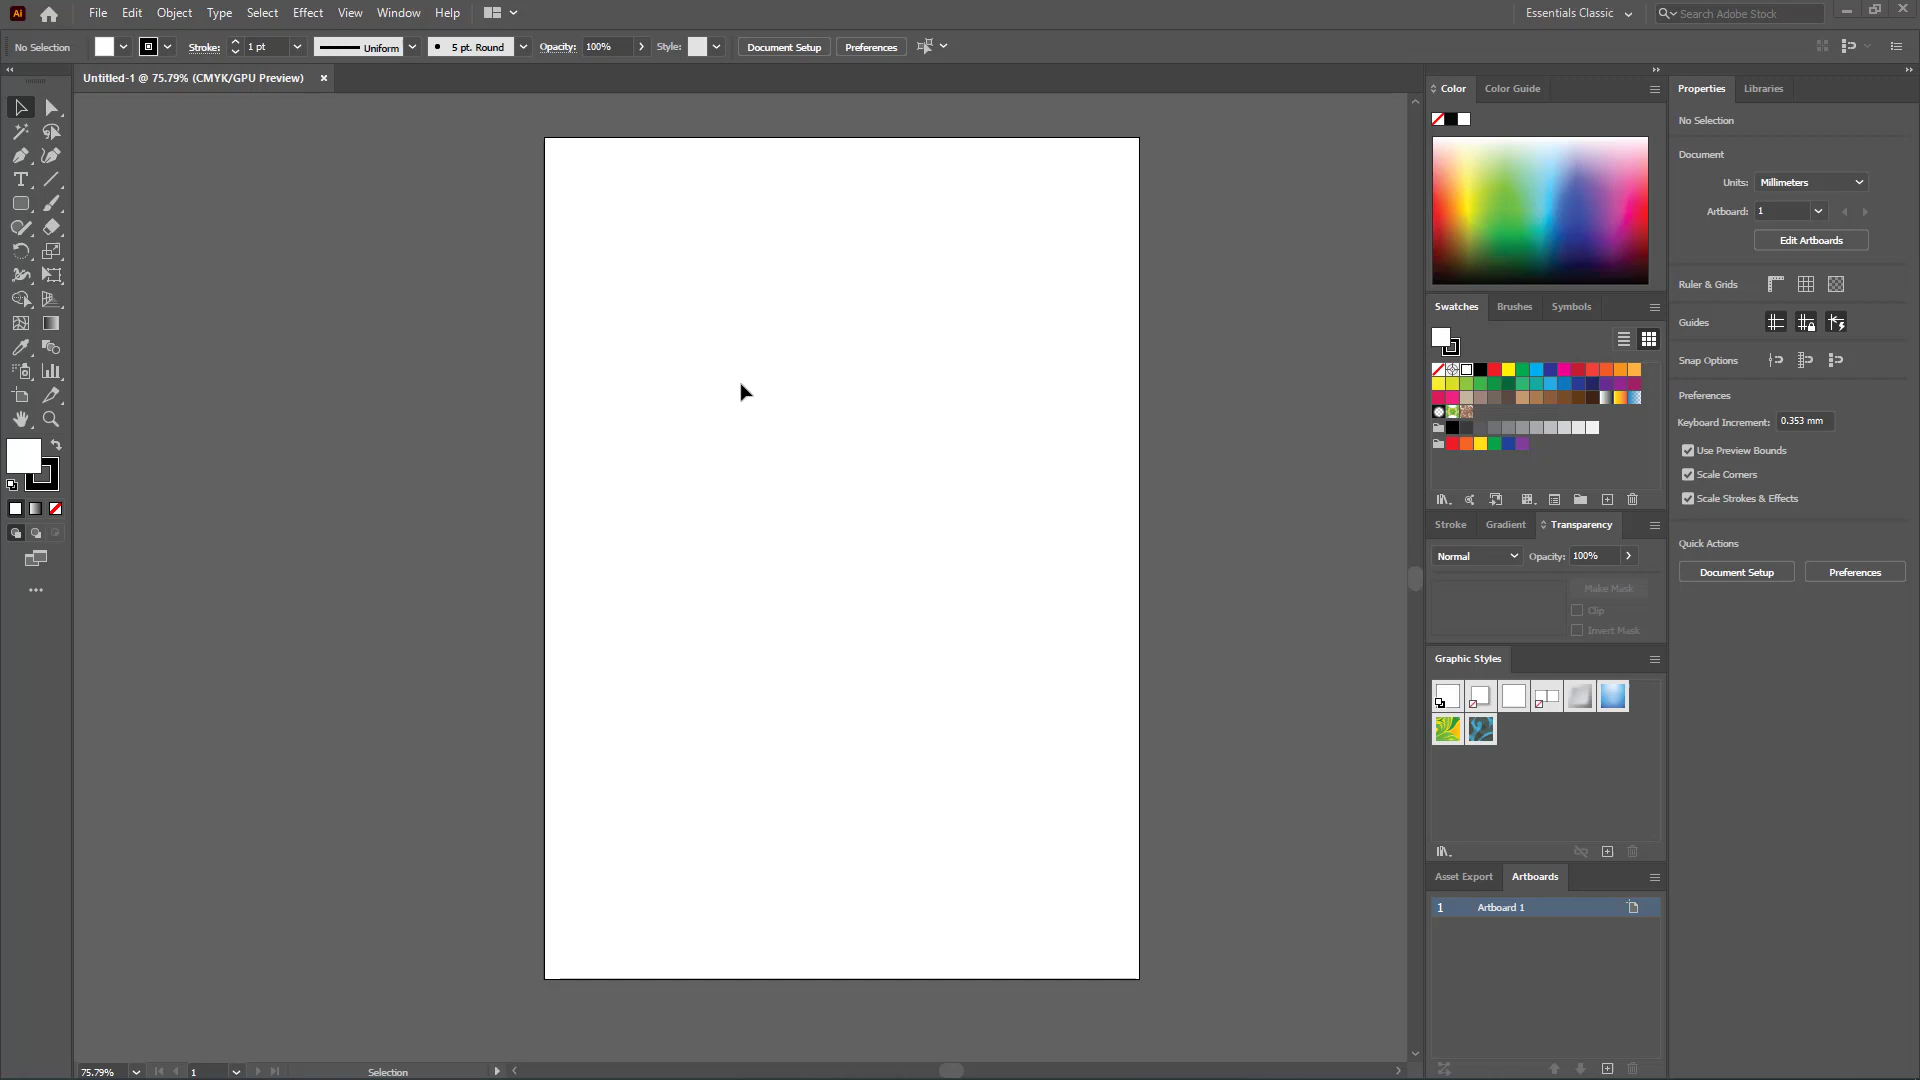 Ai File Edit Object Type Select Effect View Window Help Essentials Classic Search Adobe Stock
No Selection Stroke: 1 pt Uniform 5 pt. Round Opacity: 100% Style: Document Setup Preferences
Untitled-1 @ 75.79% (CMYK/GPU Preview)
Color Color Guide
Swatches Brushes Symbols
Stroke Gradient Transparency
Normal Opacity: 100%
Make Mask
Clip
Invert Mask
Graphic Styles
Asset Export Artboards
1 Artboard 1
Properties Libraries
No Selection
Document
Units: Millimeters
Artboard: 1
Edit Artboards
Ruler & Grids
Guides
Snap Options
Preferences
Keyboard Increment: 0.353 mm
Use Preview Bounds
Scale Corners
Scale Strokes & Effects
Quick Actions
Document Setup Preferences
75.79% 1 Selection